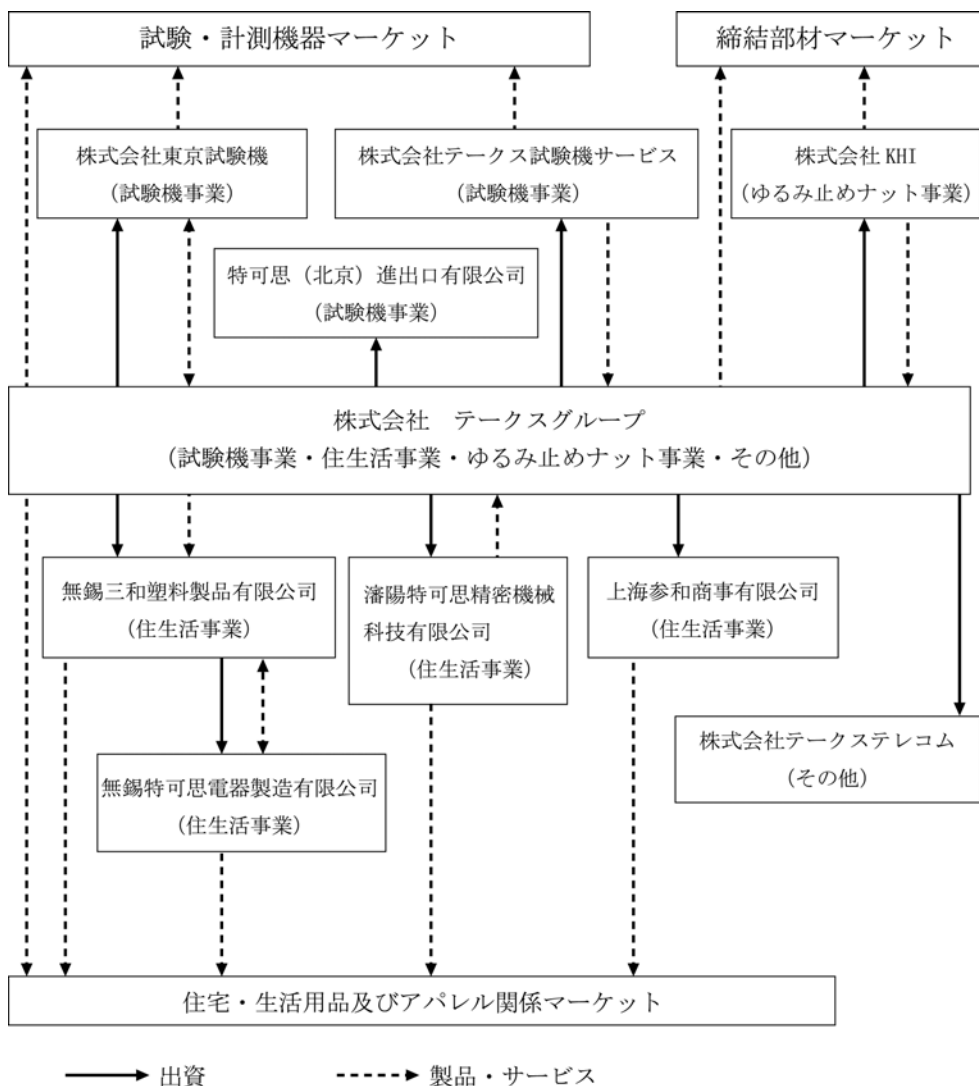 試験・計測機器マーケット
締結部材マーケット
株式会社東京試験機
(試験機事業)
株式会社テークス試験機サービス
(試験機事業)
株式会社 KHI
(ゆるみ止めナット事業)
特可思（北京）進出口有限公司
(試験機事業)
株式会社　テークスグループ
（試験機事業・住生活事業・ゆるみ止めナット事業・その他）
無錫三和塑料製品有限公司
（住生活事業）
瀋陽特可思精密機械
科技有限公司
（住生活事業）
上海参和商事有限公司
（住生活事業）
株式会社テークステレコム
（その他）
無錫特可思電器製造有限公司
（住生活事業）
住宅・生活用品及びアパレル関係マーケット
出資
製品・サービス